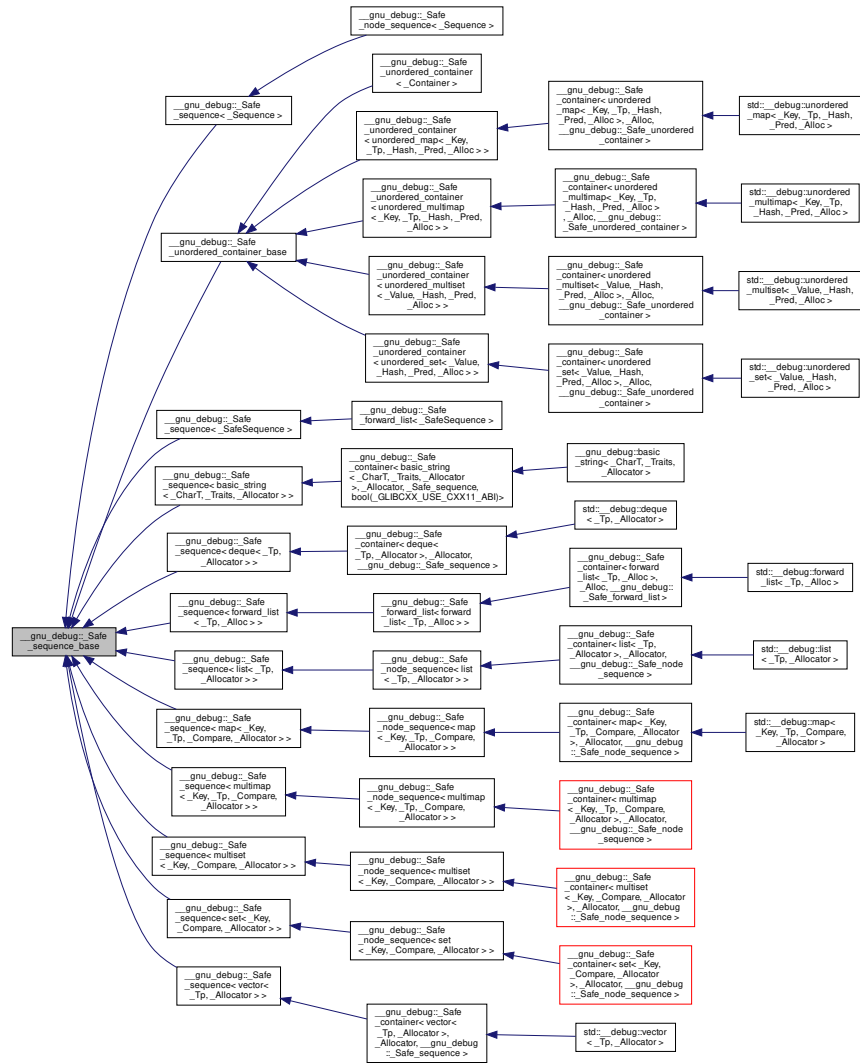 __gnu_debug::_Safe
_node_sequence< _Sequence >
__gnu_debug::_Safe
_sequence< _Sequence >
__gnu_debug::_Safe
_unordered_container
< _Container >
__gnu_debug::_Safe
_unordered_container
< unordered_map< _Key,
_Tp, _Hash, _Pred, _Alloc > >
__gnu_debug::_Safe
_container< unordered
_map< _Key, _Tp, _Hash,
_Pred, _Alloc >, _Alloc,
__gnu_debug::_Safe_unordered
_container >
std::__debug::unordered
_map< _Key, _Tp, _Hash,
_Pred, _Alloc >
__gnu_debug::_Safe
_unordered_container
< unordered_multimap
< _Key, _Tp, _Hash, _Pred,
_Alloc > >
__gnu_debug::_Safe
_container< unordered
_multimap< _Key, _Tp,
_Hash, _Pred, _Alloc >
, _Alloc, __gnu_debug::
_Safe_unordered_container >
std::__debug::unordered
_multimap< _Key, _Tp,
_Hash, _Pred, _Alloc >
__gnu_debug::_Safe
_unordered_container_base
__gnu_debug::_Safe
_unordered_container
< unordered_multiset
< _Value, _Hash, _Pred,
_Alloc > >
__gnu_debug::_Safe
_container< unordered
_multiset< _Value, _Hash,
_Pred, _Alloc >, _Alloc,
__gnu_debug::_Safe_unordered
_container >
std::__debug::unordered
_multiset< _Value, _Hash,
_Pred, _Alloc >
__gnu_debug::_Safe
_unordered_container
< unordered_set< _Value,
_Hash, _Pred, _Alloc > >
__gnu_debug::_Safe
_container< unordered
_set< _Value, _Hash,
_Pred, _Alloc >, _Alloc,
__gnu_debug::_Safe_unordered
_container >
std::__debug::unordered
_set< _Value, _Hash,
_Pred, _Alloc >
__gnu_debug::_Safe
_sequence< _SafeSequence >
__gnu_debug::_Safe
_forward_list< _SafeSequence >
__gnu_debug::_Safe
_sequence< basic_string
< _CharT, _Traits, _Allocator > >
__gnu_debug::_Safe
_container< basic_string
< _CharT, _Traits, _Allocator
>, _Allocator, _Safe_sequence,
bool(_GLIBCXX_USE_CXX11_ABI)>
__gnu_debug::basic
_string< _CharT, _Traits,
_Allocator >
__gnu_debug::_Safe
_sequence< deque< _Tp,
_Allocator > >
__gnu_debug::_Safe
_container< deque<
_Tp, _Allocator >, _Allocator,
__gnu_debug::_Safe_sequence >
std::__debug::deque
< _Tp, _Allocator >
__gnu_debug::_Safe
_sequence< forward_list
< _Tp, _Alloc > >
__gnu_debug::_Safe
_forward_list< forward
_list< _Tp, _Alloc > >
__gnu_debug::_Safe
_container< forward
_list< _Tp, _Alloc >,
_Alloc, __gnu_debug::
_Safe_forward_list >
std::__debug::forward
_list< _Tp, _Alloc >
__gnu_debug::_Safe
_sequence_base
__gnu_debug::_Safe
_sequence< list< _Tp,
_Allocator > >
__gnu_debug::_Safe
_node_sequence< list
< _Tp, _Allocator > >
__gnu_debug::_Safe
_container< list< _Tp,
_Allocator >, _Allocator,
__gnu_debug::_Safe_node
_sequence >
std::__debug::list
< _Tp, _Allocator >
__gnu_debug::_Safe
_sequence< map< _Key,
_Tp, _Compare, _Allocator > >
__gnu_debug::_Safe
_node_sequence< map
< _Key, _Tp, _Compare,
_Allocator > >
__gnu_debug::_Safe
_container< map< _Key,
_Tp, _Compare, _Allocator
>, _Allocator, __gnu_debug
::_Safe_node_sequence >
std::__debug::map<
_Key, _Tp, _Compare,
_Allocator >
__gnu_debug::_Safe
_sequence< multimap
< _Key, _Tp, _Compare,
_Allocator > >
__gnu_debug::_Safe
_node_sequence< multimap
< _Key, _Tp, _Compare,
_Allocator > >
__gnu_debug::_Safe
_container< multimap
< _Key, _Tp, _Compare,
_Allocator >, _Allocator,
__gnu_debug::_Safe_node
_sequence >
__gnu_debug::_Safe
_sequence< multiset
< _Key, _Compare, _Allocator > >
__gnu_debug::_Safe
_node_sequence< multiset
< _Key, _Compare, _Allocator > >
__gnu_debug::_Safe
_container< multiset
< _Key, _Compare, _Allocator
>, _Allocator, __gnu_debug
::_Safe_node_sequence >
__gnu_debug::_Safe
_sequence< set< _Key,
_Compare, _Allocator > >
__gnu_debug::_Safe
_node_sequence< set
< _Key, _Compare, _Allocator > >
__gnu_debug::_Safe
_container< set< _Key,
_Compare, _Allocator
>, _Allocator, __gnu_debug
::_Safe_node_sequence >
__gnu_debug::_Safe
_sequence< vector<
_Tp, _Allocator > >
__gnu_debug::_Safe
_container< vector<
_Tp, _Allocator >,
_Allocator, __gnu_debug
::_Safe_sequence >
std::__debug::vector
< _Tp, _Allocator >